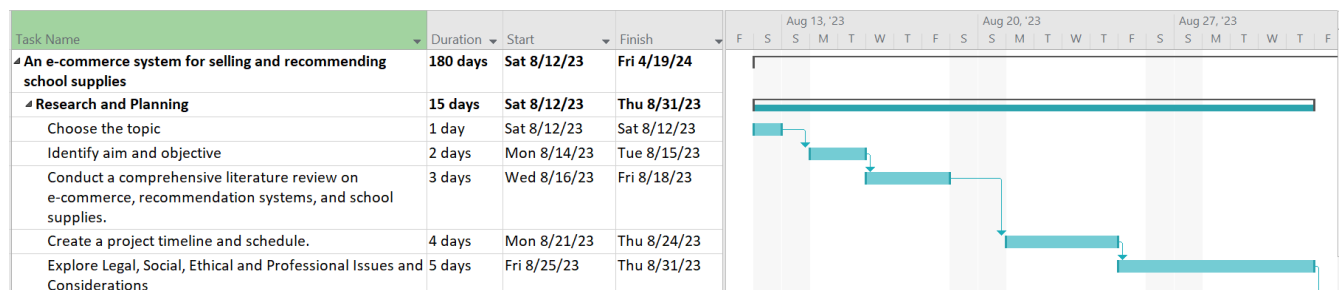 Aug 13, '23 Aug 20, '23 Aug 27, '23
Task Name Duration Start Finish F S S M T W T F S S M T W T F S S M T W T F
An e-commerce system for selling and recommending 180 days Sat 8/12/23 Fri 4/19/24
school supplies
Research and Planning 15 days Sat 8/12/23 Thu 8/31/23
Choose the topic 1 day Sat 8/12/23 Sat 8/12/23
Identify aim and objective 2 days Mon 8/14/23 Tue 8/15/23
Conduct a comprehensive literature review on 3 days Wed 8/16/23 Fri 8/18/23
e-commerce, recommendation systems, and school
supplies.
Create a project timeline and schedule. 4 days Mon 8/21/23 Thu 8/24/23
Explore Legal, Social, Ethical and Professional Issues and 5 days Fri 8/25/23 Thu 8/31/23
Considerations